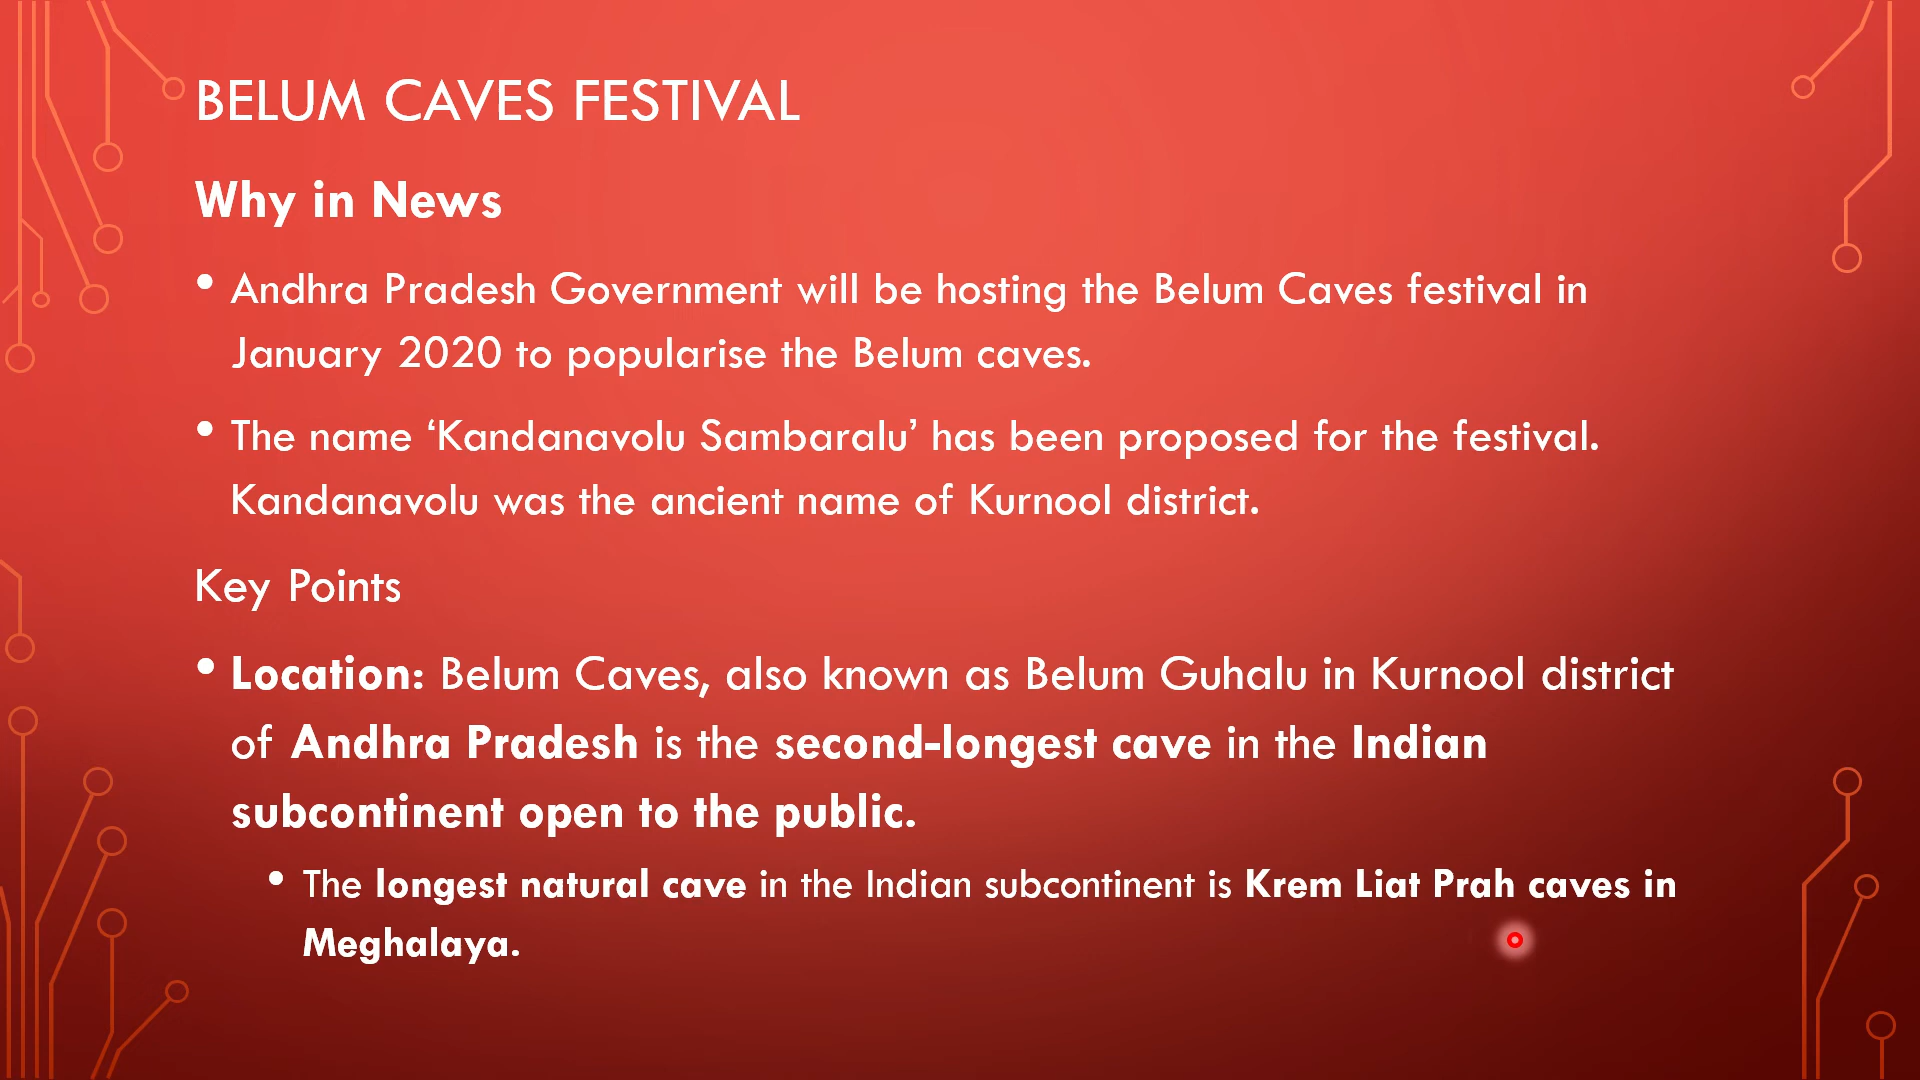 BELUM CAVES FESTIVAL
Why in News
• Andhra Pradesh Government will be hosting the Belum Caves festival in
January 2020 to popularise the Belum caves.
• The name ‘Kandanavolu Sambaralu’ has been proposed for the festival.
Kandanavolu was the ancient name of Kurnool district.
Key Points
• Location: Belum Caves, also known as Belum Guhalu in Kurnool district
of Andhra Pradesh is the second-longest cave in the Indian
subcontinent open to the public.
• The longest natural cave in the Indian subcontinent is Krem Liat Prah caves in
Meghalaya.